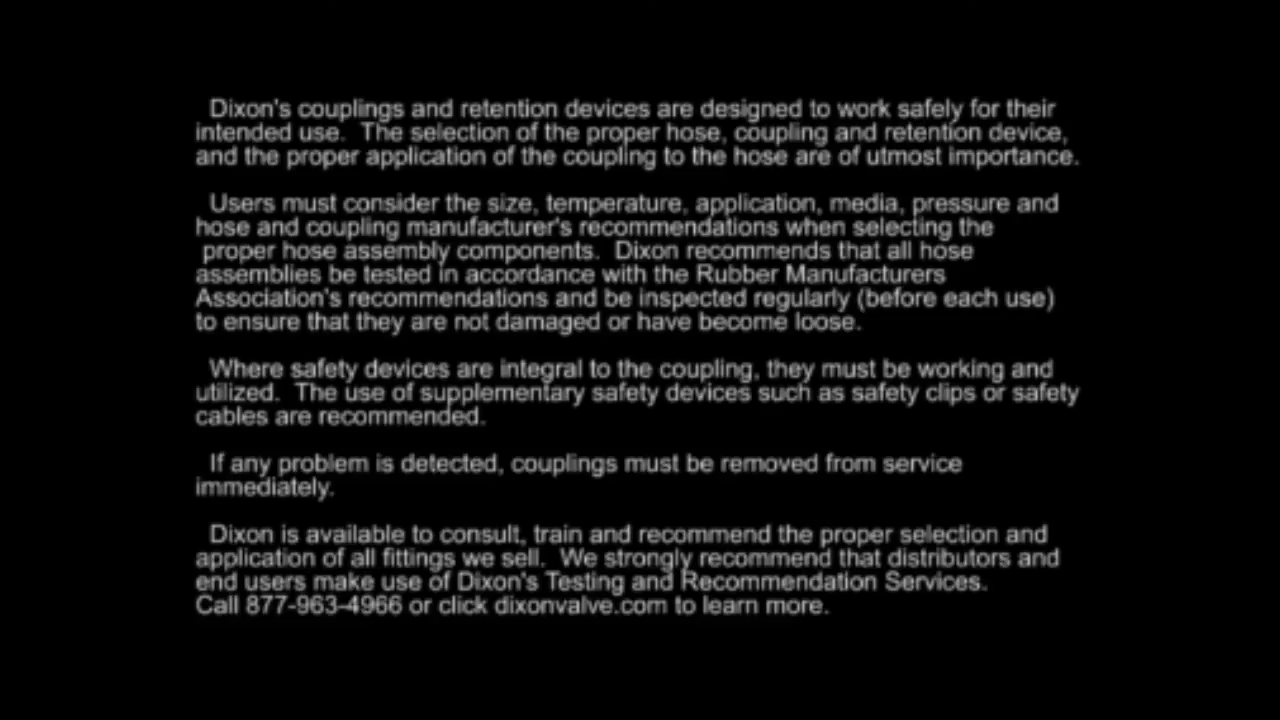 Dixon's couplings and retention devices are designed to work safely for their
intended use. The selection of the proper hose, coupling and retention device,
and the proper application of the coupling to the hose are of utmost importance.
Users must consider the size, temperature, application, media, pressure and
hose and coupling manufacturer's recommendations when selecting the
proper hose assembly components. Dixon recommends that all hose
assemblies be tested in accordance with the Rubber Manufacturers
Association's recommendations and be inspected regularly (before each use)
to ensure that they are not damaged or have become loose.
Where safety devices are integral to the coupling, they must be working and
utilized. The use of supplementary safety devices such as safety clips or safety
cables are recommended.
If any problem is detected, couplings must be removed from service
immediately.
Dixon is available to consult, train and recommend the proper selection and
application of all fittings we sell. We strongly recommend that distributors and
end users make use of Dixon's Testing and Recommendation Services.
Call 877-963-4966 or click dixonvalve.com to learn more.